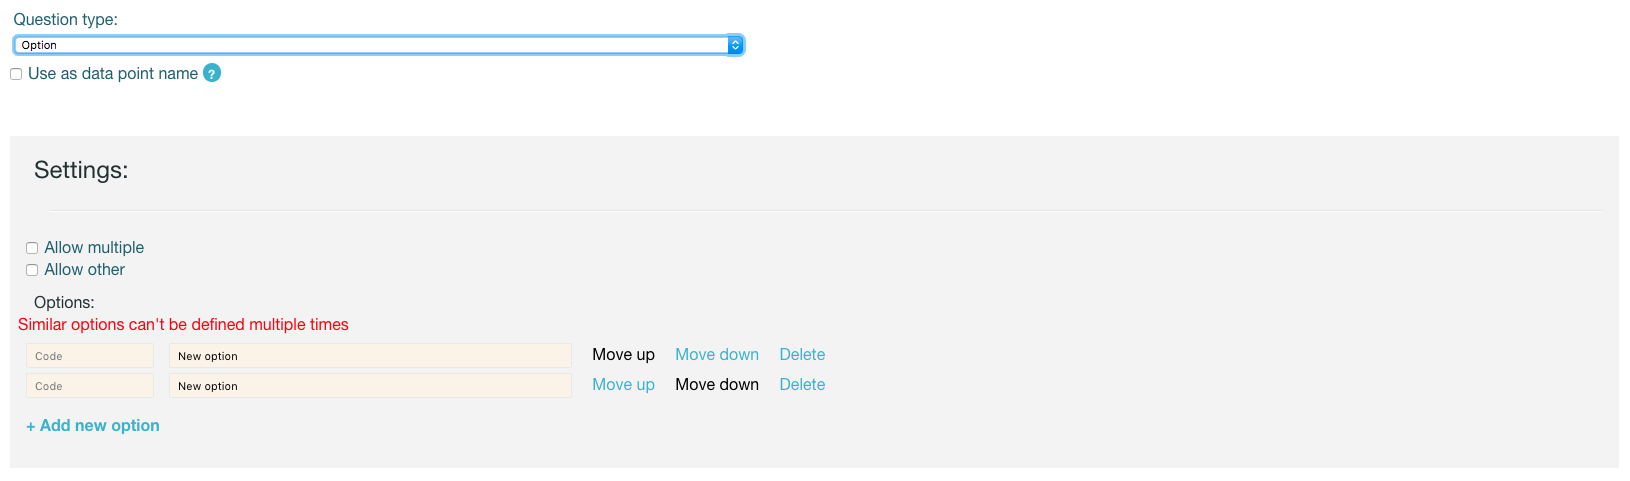 Question type:
Option
Use as data point name ?
Settings:
Allow multiple
Allow other
Options:
Similar options can't be defined multiple times
Code New option Move up Move down Delete
Code New option Move up Move down Delete
+ Add new option